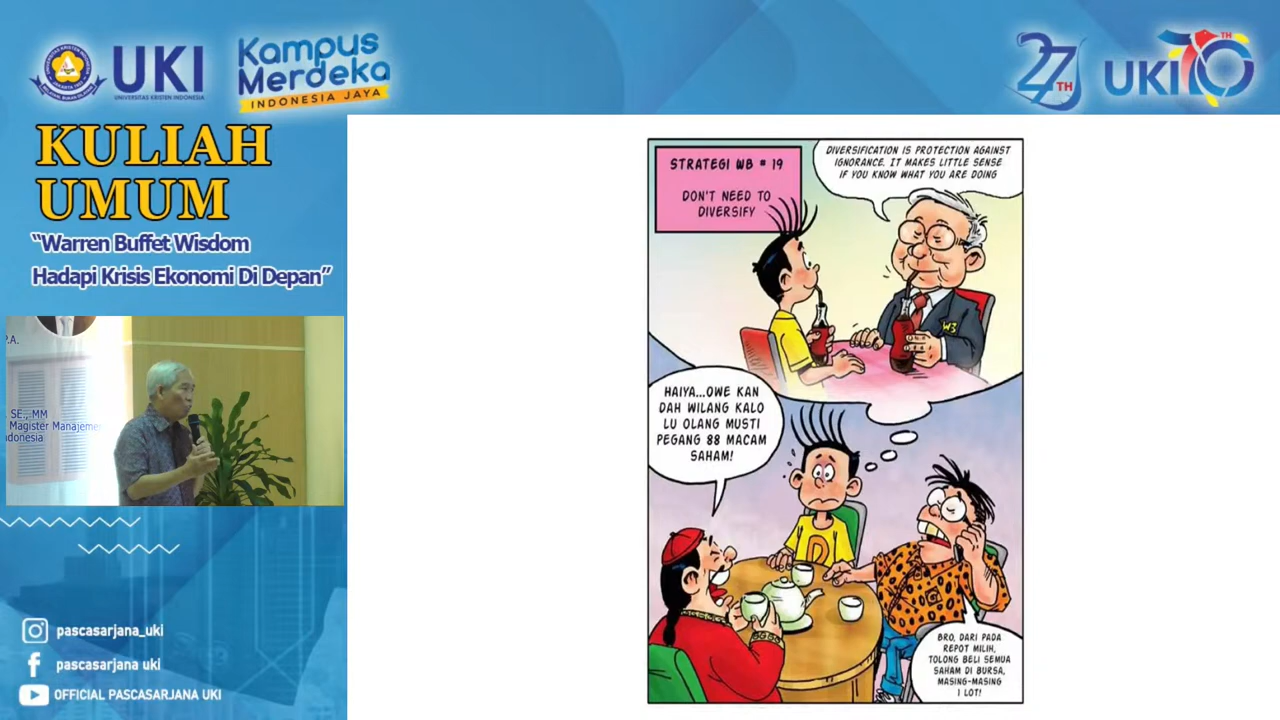 UKI
UNIVERSITAS KRISTEN INDONESIA
Kampus
Merdeka
INDONESIA JAYA
27TH
UKI 70TH
KULIAH
UMUM
"Warren Buffet Wisdom
Hadapi Krisis Ekonomi Di Depan"
P.A.
, SE., MM
Magister Manajeme
ndonesia
pascasarjana_uki
pascasarjana uki
OFFICIAL PASCASARJANA UKI
STRATEGI WB # 19
DON'T NEED TO
DIVERSIFY
DIVERSIFICATION IS PROTECTION AGAINST
IGNORANCE. IT MAKES LITTLE SENSE
IF YOU KNOW WHAT YOU ARE DOING
WB
HAIYA...OWE KAN
DAH WILANG KALO
LU OLANG MUSTI
PEGANG 88 MACAM
SAHAM!
BRO, DARI PADA
REPOT MILIH,
TOLONG BELI SEMUA
SAHAM DI BURSA,
MASING-MASING
1 LOT!